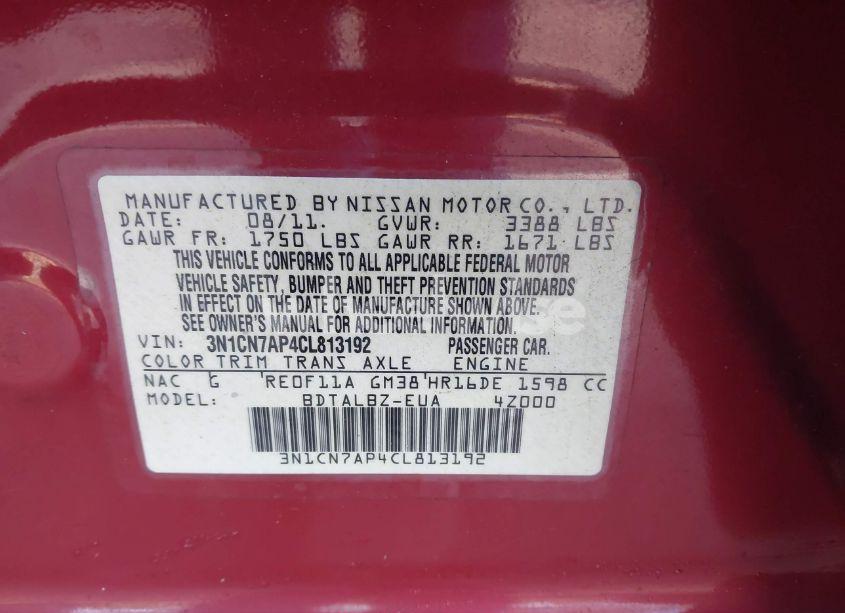 MANUFACTURED BY NISSAN MOTOR CO., LTD.
DATE: 08/11. GVWR: 3388 LBS
GAWR FR: 1750 LBS GAWR RR: 1671 LBS
THIS VEHICLE CONFORMS TO ALL APPLICABLE FEDERAL MOTOR
VEHICLE SAFETY, BUMPER AND THEFT PREVENTION STANDARDS
IN EFFECT ON THE DATE OF MANUFACTURE SHOWN ABOVE.
SEE OWNER'S MANUAL FOR ADDITIONAL INFORMATION.
VIN: 3N1CN7AP4CL813192 PASSENGER CAR.
COLOR TRIM TRANS AXLE ENGINE
NAC G RE0F11A GM38 HR16DE 1598 CC
MODEL: BDTALBZ-EUA 4Z000
3N1CN7AP4CL813192